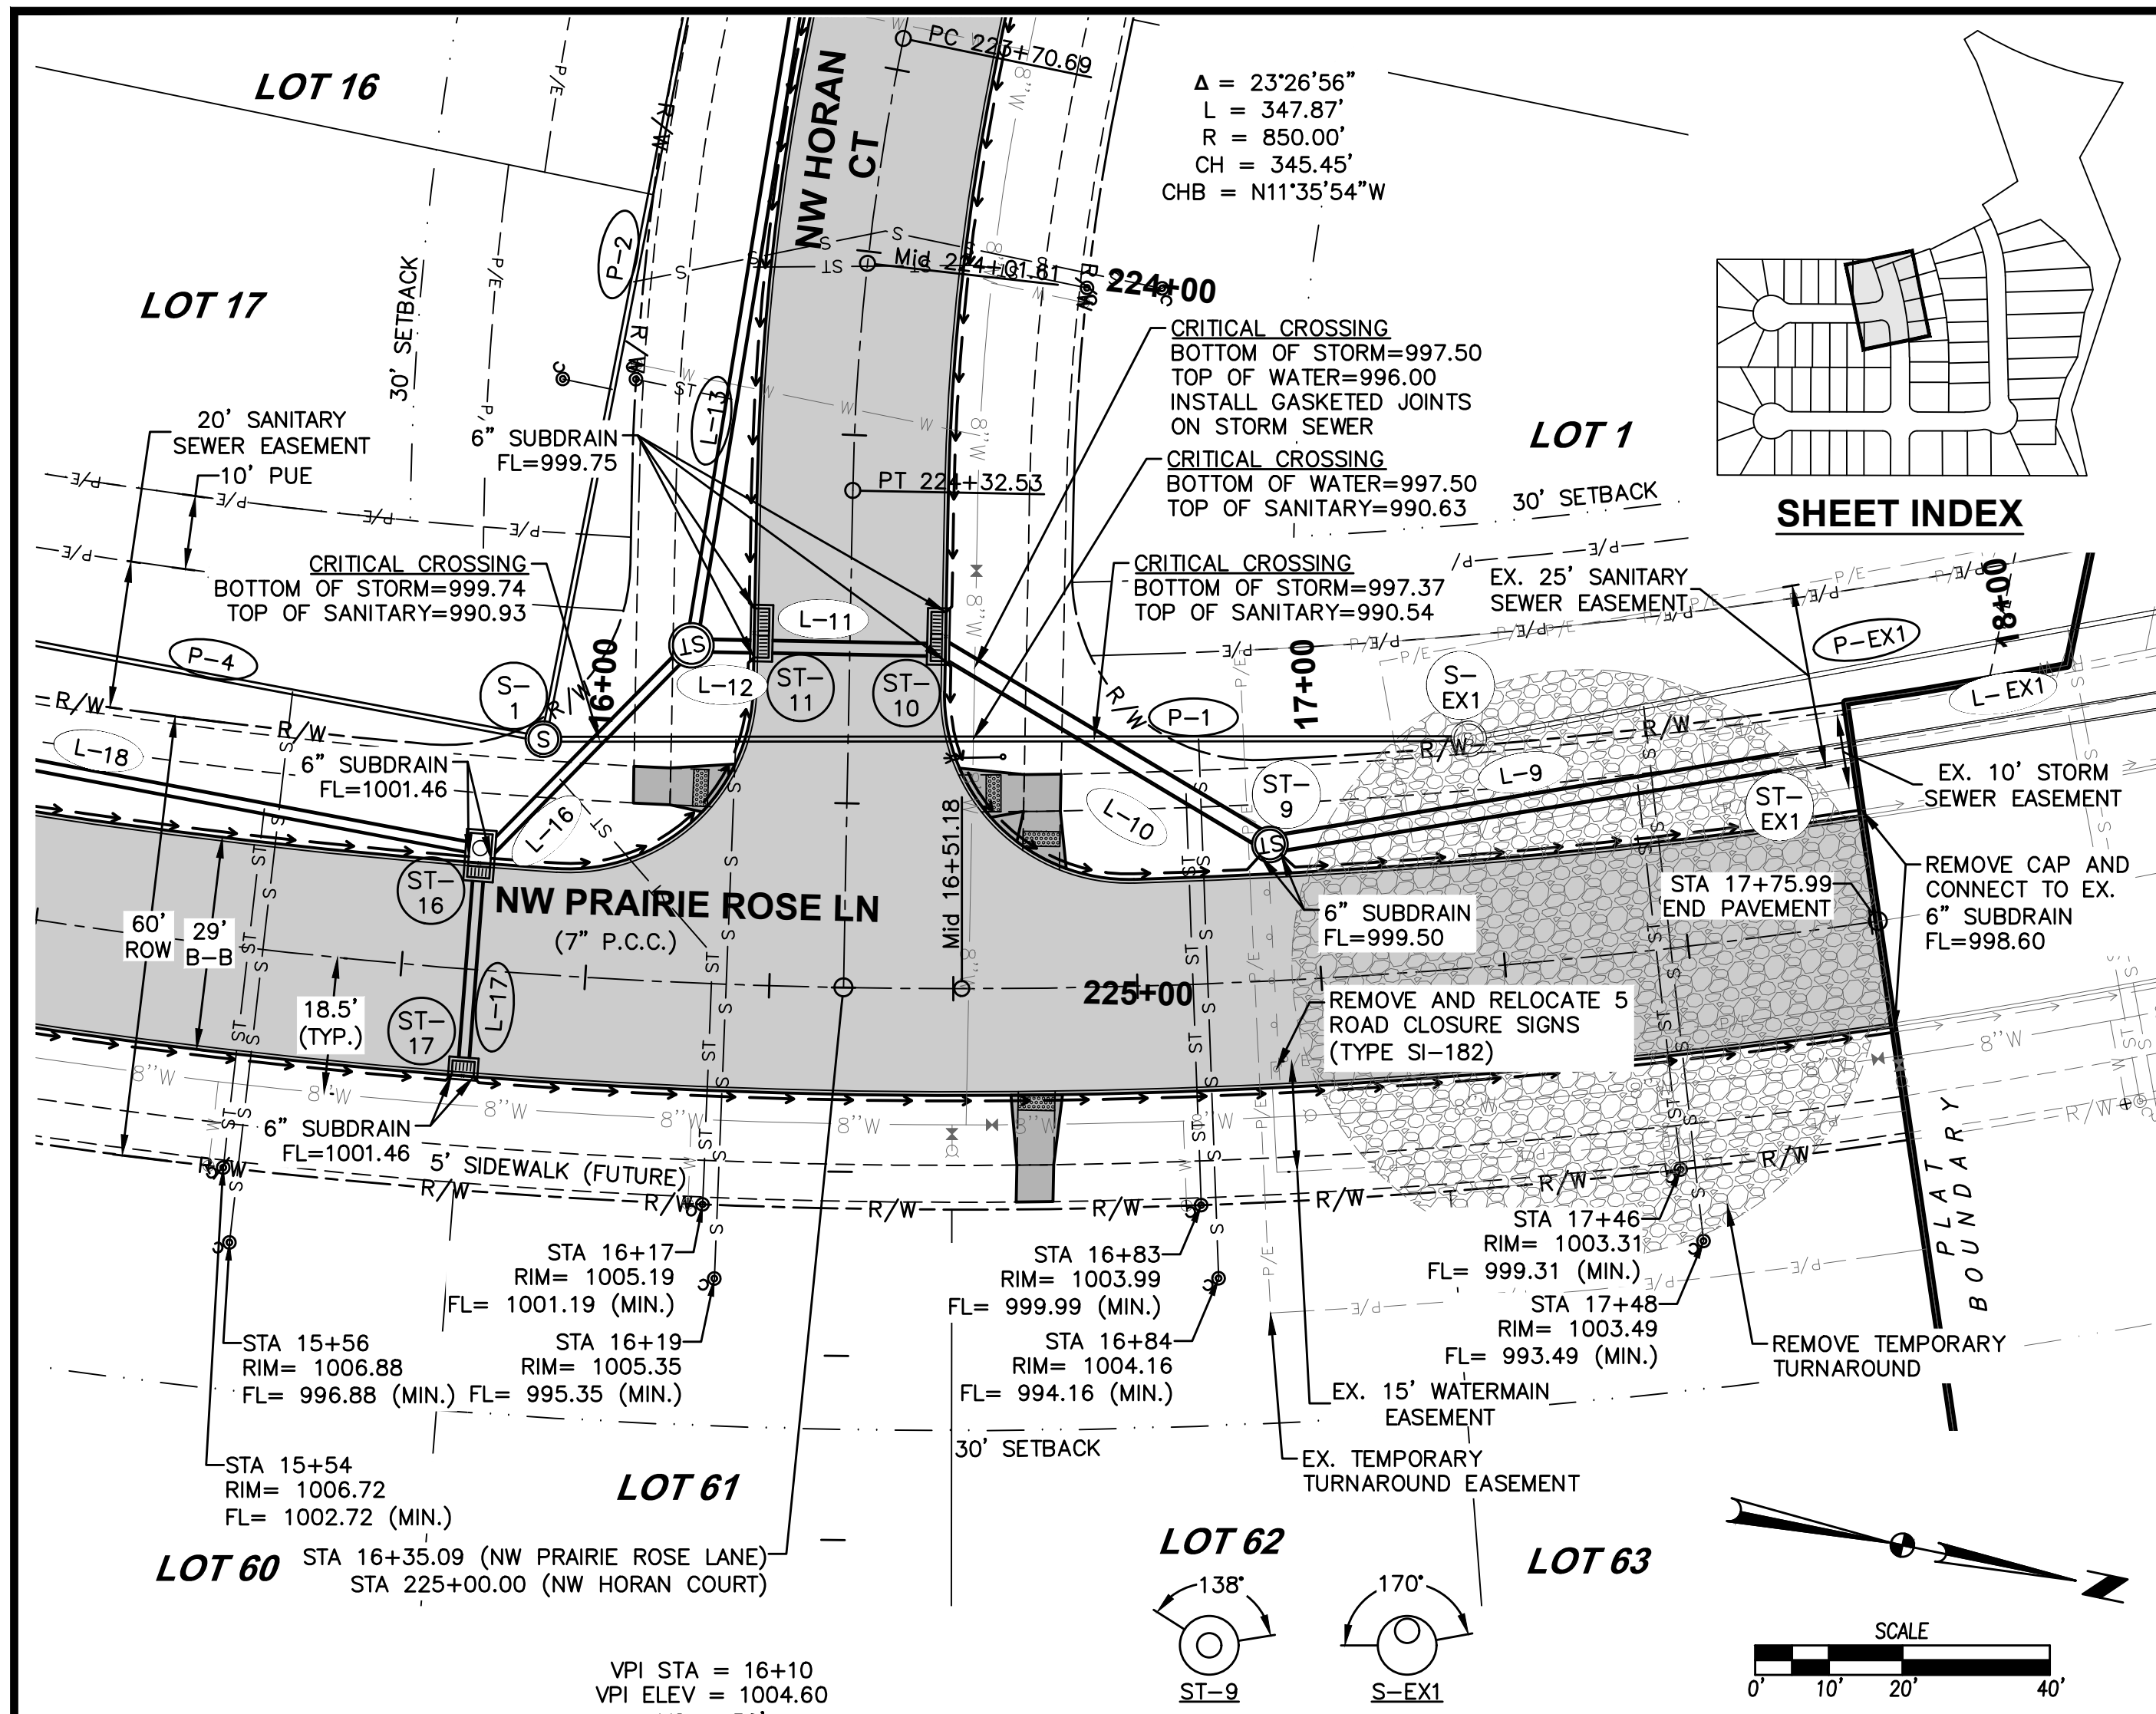 LOT 16
NW HORAN
CT
PC 223+70.69
Δ = 23°26'56"
L = 347.87'
R = 850.00'
CH = 345.45'
CHB = N11°35'54"W
LOT 17
30' SETBACK
P-2
R/W
R/W
P/E
P/E
P/E
Mid 224+01.81
224+00
PT 224+32.53
L-13
20' SANITARY
SEWER EASEMENT
10' PUE
6" SUBDRAIN
FL=999.75
CRITICAL CROSSING
BOTTOM OF STORM=997.50
TOP OF WATER=996.00
INSTALL GASKETED JOINTS
ON STORM SEWER
CRITICAL CROSSING
BOTTOM OF WATER=997.50
TOP OF SANITARY=990.63
LOT 1
30' SETBACK
SHEET INDEX
CRITICAL CROSSING
BOTTOM OF STORM=999.74
TOP OF SANITARY=990.93
CRITICAL CROSSING
BOTTOM OF STORM=997.37
TOP OF SANITARY=990.54
EX. 25' SANITARY
SEWER EASEMENT
P-4
S-
1
16+00
ST
L-11
L-12
ST-
11
ST-
10
R/W
P-1
17+00
S-
EX1
P-EX1
18+00
L-EX1
R/W
R/W
L-18
S
R/W
R/W
6" SUBDRAIN
FL=1001.46
L-16
L-10
ST-
9
ST
L-9
ST-
EX1
EX. 10' STORM
SEWER EASEMENT
ST-
16
NW PRAIRIE ROSE LN
(7" P.C.C.)
Mid 16+51.18
6" SUBDRAIN
FL=999.50
STA 17+75.99
END PAVEMENT
REMOVE CAP AND
CONNECT TO EX.
6" SUBDRAIN
FL=998.60
60'
ROW
29'
B-B
18.5'
(TYP.)
ST-
17
L-17
225+00
REMOVE AND RELOCATE 5
ROAD CLOSURE SIGNS
(TYPE SI-182)
8"W
8"W
8"W
8"W
8"W
8"W
8"W
6" SUBDRAIN
FL=1001.46
5' SIDEWALK (FUTURE)
R/W
R/W
R/W
R/W
R/W
R/W
R/W
R/W
R/W
PLAT
BOUNDARY
STA 16+17
RIM= 1005.19
FL= 1001.19 (MIN.)
STA 16+83
RIM= 1003.99
FL= 999.99 (MIN.)
STA 17+46
RIM= 1003.31
FL= 999.31 (MIN.)
STA 15+56
RIM= 1006.88
FL= 996.88 (MIN.)
STA 16+19
RIM= 1005.35
FL= 995.35 (MIN.)
STA 16+84
RIM= 1004.16
FL= 994.16 (MIN.)
STA 17+48
RIM= 1003.49
FL= 993.49 (MIN.)
REMOVE TEMPORARY
TURNAROUND
EX. 15' WATERMAIN
EASEMENT
30' SETBACK
EX. TEMPORARY
TURNAROUND EASEMENT
STA 15+54
RIM= 1006.72
FL= 1002.72 (MIN.)
LOT 61
LOT 60
STA 16+35.09 (NW PRAIRIE ROSE LANE)
STA 225+00.00 (NW HORAN COURT)
LOT 62
LOT 63
138°
ST-9
170°
S-EX1
Z
SCALE
0' 10' 20' 40'
VPI STA = 16+10
VPI ELEV = 1004.60